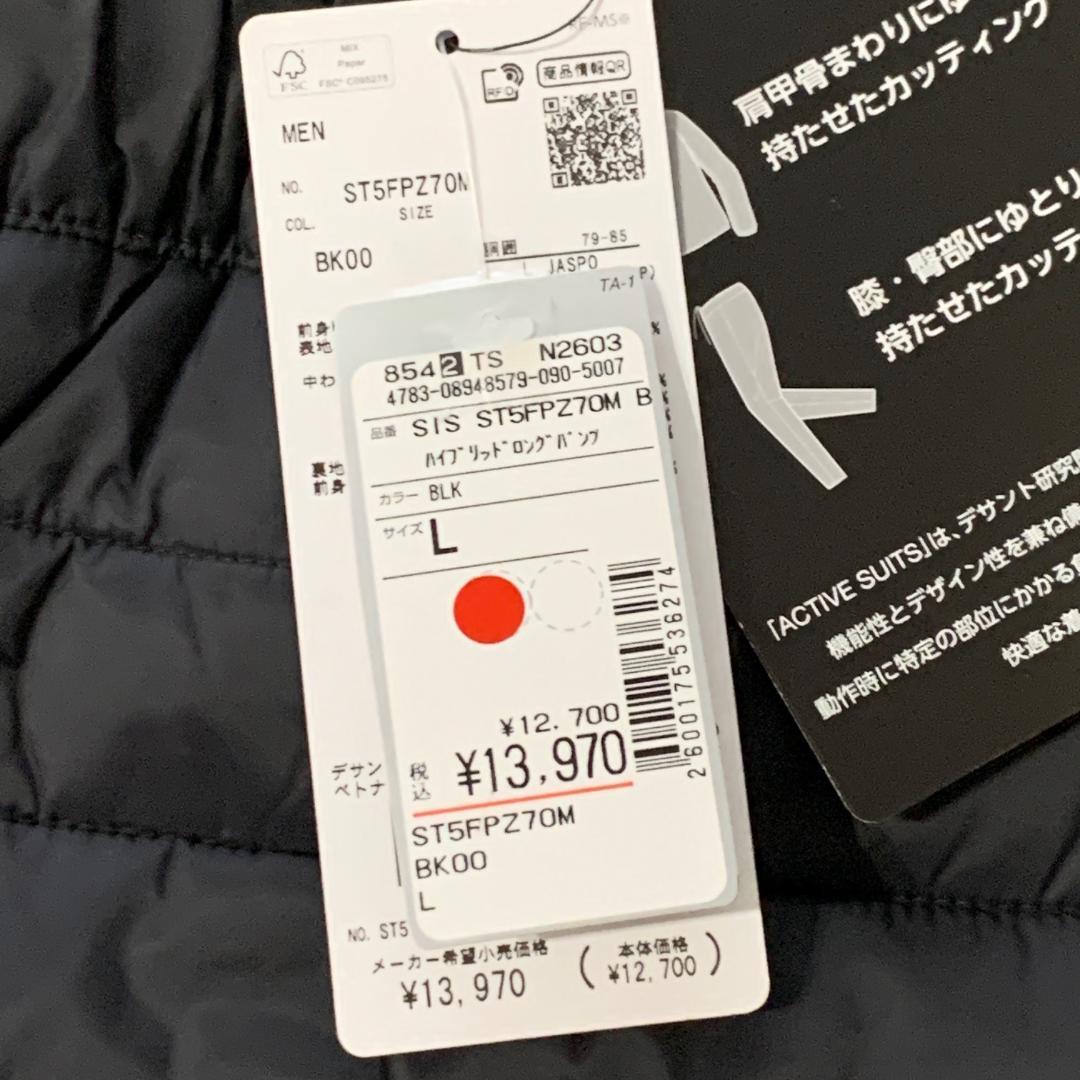 MIX
Paper
FSC® C095275
FSC
RFID
商品情報QR
MEN
NO.
ST5FPZ70M
SIZE
COL.
BK00
胴囲
79-85
L
JASPO
TA-1
P)
前身
表地
中わ
裏地
前身
8542TS N2603
4783-08948579-090-5007
品番 SIS ST5FPZ70M B
ﾊｲﾌﾞﾘｯﾄﾞﾛﾝｸﾞﾊﾟﾝﾌﾟ
カラー BLK
サイズ L
¥12.700
税込 ¥13,970
2600175536274
ST5FPZ70M
BK00
L
デサン
ベトナ
NO. ST5
メーカー希望小売価格
¥13,970
(本体価格
¥12,700)
肩甲骨まわりにゆ
持たせたカッティング
膝・臀部にゆとり
持たせたカッテ
「ACTIVE SUITS」は、デサント研究
機能性とデザイン性を兼ね備
動作時に特定の部位にかかる
快適な着